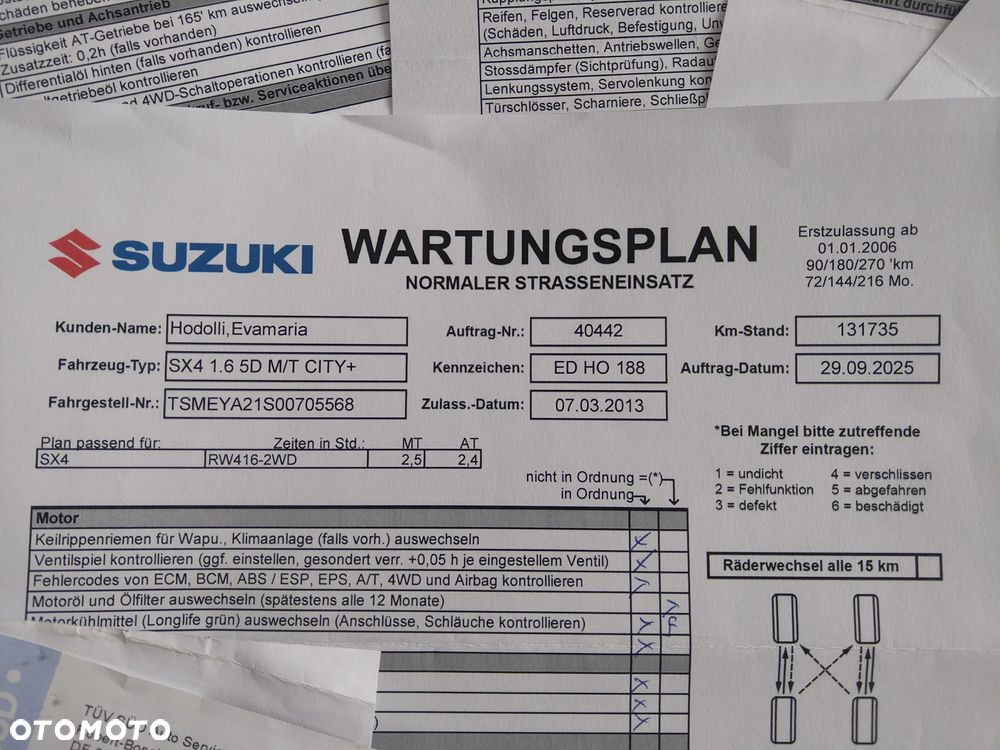 Getriebe und Achsantrieb
Flüssigkeit AT-Getriebe bei 165' km auswechseln
Zusatzzeit: 0,2h (falls vorhanden)
Differentialöl hinten (falls vorhanden) kontrollieren
kontrollieren
4WD-Schaltoperationen kontrollieren
bzw. Serviceaktionen
Reifen, Felgen, Reserverad
(Schäden, Luftdruck, Befestigung,
Achsmanschetten, Antriebswellen,
Stossdämpfer (Sichtprüfung),
Lenkungssystem, Servolenkung
Türschlösser, Scharniere,
SUZUKI
WARTUNGSPLAN
NORMALER STRASSENEINSATZ
Erstzulassung ab
01.01.2006
90/180/270 'km
72/144/216 Mo.
Kunden-Name: Hodolli,Evamaria
Auftrag-Nr.: 40442
Km-Stand: 131735
Fahrzeug-Typ: SX4 1.6 5D M/T CITY+
Kennzeichen: ED HO 188
Auftrag-Datum: 29.09.2025
Fahrgestell-Nr.: TSMEYA21S00705568
Zulass.-Datum: 07.03.2013
Plan passend für: Zeiten in Std.: MT AT
SX4 RW416-2WD 2,5 2,4
*Bei Mangel bitte zutreffende
Ziffer eintragen:
1 = undicht 4 = verschlissen
2 = Fehlfunktion 5 = abgefahren
3 = defekt 6 = beschädigt
nicht in Ordnung =(*)
in Ordnung
Motor
Keilrippenriemen für Wapu., Klimaanlage (falls vorh.) auswechseln
Ventilspiel kontrollieren (ggf. einstellen, gesondert verr. +0,05 h je eingestellem Ventil)
Fehlercodes von ECM, BCM, ABS / ESP, EPS, A/T, 4WD und Airbag kontrollieren
Motoröl und Ölfilter auswechseln (spätestens alle 12 Monate)
Motorkühlmittel (Longlife grün) auswechseln (Anschlüsse, Schläuche kontrollieren)
Räderwechsel alle 15 km
TÜV SÜD Auto
OTOMOTO